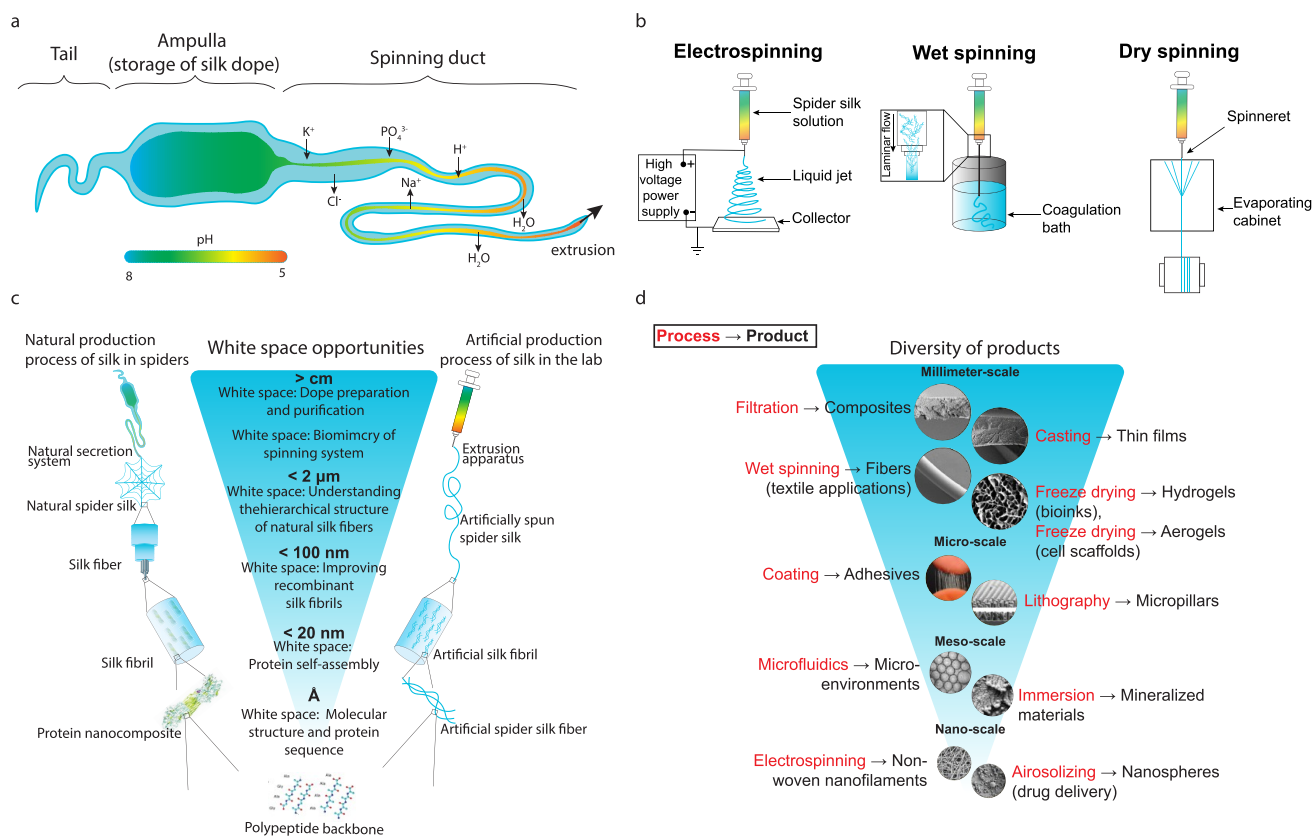 a
Tail
Ampulla
(storage of silk dope)
Spinning duct
K+
PO₄³⁻
H+
Cl-
Na+
H₂O
H₂O
extrusion
pH
8
5
b
Electrospinning
Wet spinning
Dry spinning
Spider silk
solution
High
voltage
power
supply
+
-
Liquid jet
Collector
Laminar flow
Coagulation
bath
Spinneret
Evaporating
cabinet
c
Natural production
process of silk in spiders
White space opportunities
Artificial production
process of silk in the lab
> cm
White space: Dope preparation
and purification
White space: Biomimcry of
spinning system
< 2 µm
White space: Understanding
thehierarchical structure
of natural silk fibers
< 100 nm
White space: Improving
recombinant
silk fibrils
< 20 nm
White space:
Protein self-assembly
Å
White space: Molecular
structure and protein
sequence
Natural secretion
system
Natural spider silk
Silk fiber
Silk fibril
Protein nanocomposite
Extrusion
apparatus
Artificially spun
spider silk
Artificial silk fibril
Artificial spider silk fiber
Polypeptide backbone
d
Process → Product
Diversity of products
Millimeter-scale
Filtration → Composites
Casting → Thin films
Wet spinning → Fibers
(textile applications)
Freeze drying → Hydrogels
(bioinks),
Freeze drying → Aerogels
(cell scaffolds)
Micro-scale
Coating → Adhesives
Lithography → Micropillars
Meso-scale
Microfluidics → Micro-
environments
Immersion → Mineralized
materials
Nano-scale
Electrospinning → Non-
woven nanofilaments
Airosolizing → Nanospheres
(drug delivery)